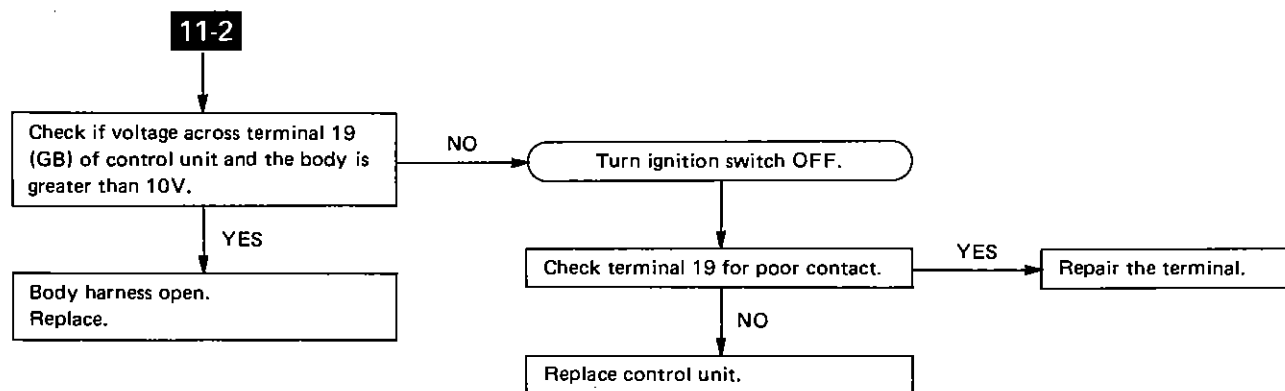 11-2
Check if voltage across terminal 19
(GB) of control unit and the body is
greater than 10V.
NO
Turn ignition switch OFF.
YES
Body harness open.
Replace.
Check terminal 19 for poor contact.
YES
Repair the terminal.
NO
Replace control unit.